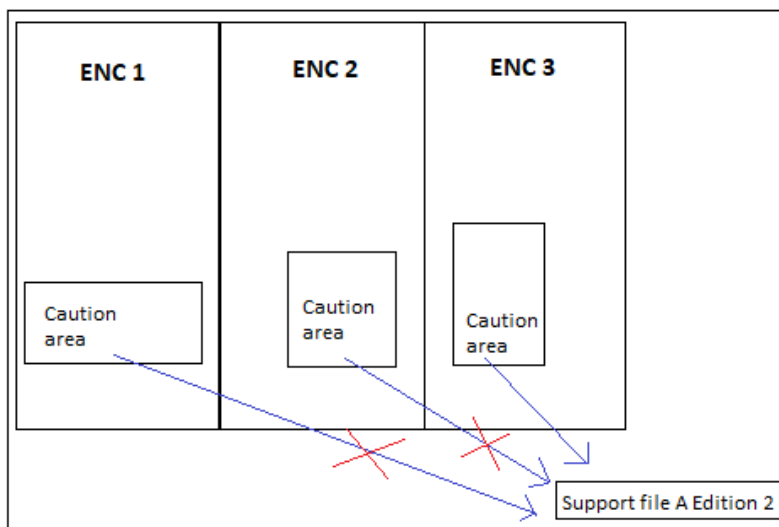 ENC 1
ENC 2
ENC 3
Caution
area
Caution
area
Caution
area
Support file A Edition 2